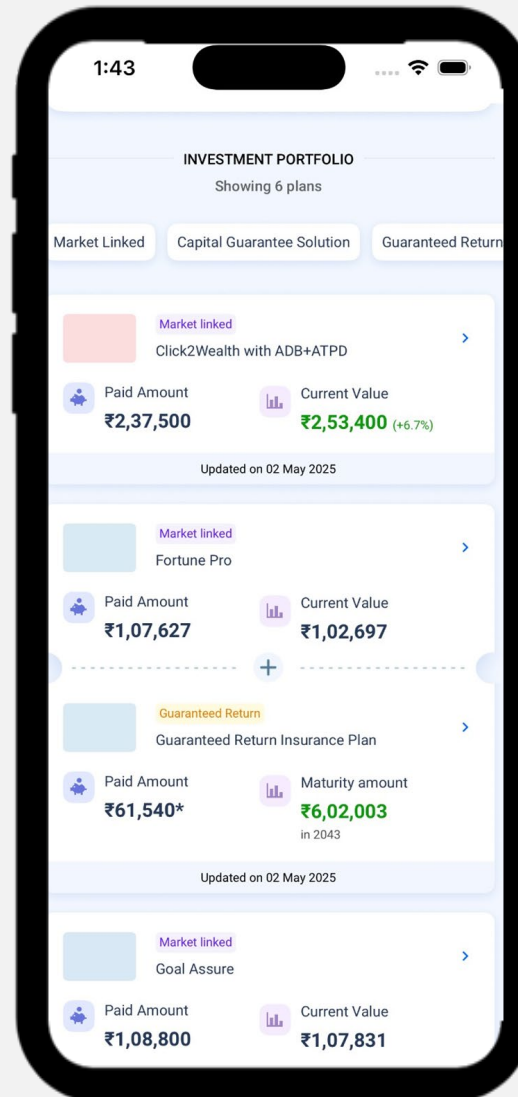 1:43
INVESTMENT PORTFOLIO
Showing 6 plans
Market Linked
Capital Guarantee Solution
Guaranteed Return
Market linked
Click2Wealth with ADB+ATPD
Paid Amount
₹2,37,500
Current Value
₹2,53,400 (+6.7%)
Updated on 02 May 2025
Market linked
Fortune Pro
Paid Amount
₹1,07,627
Current Value
₹1,02,697
Guaranteed Return
Guaranteed Return Insurance Plan
Paid Amount
₹61,540*
Maturity amount
₹6,02,003
in 2043
Updated on 02 May 2025
Market linked
Goal Assure
Paid Amount
₹1,08,800
Current Value
₹1,07,831